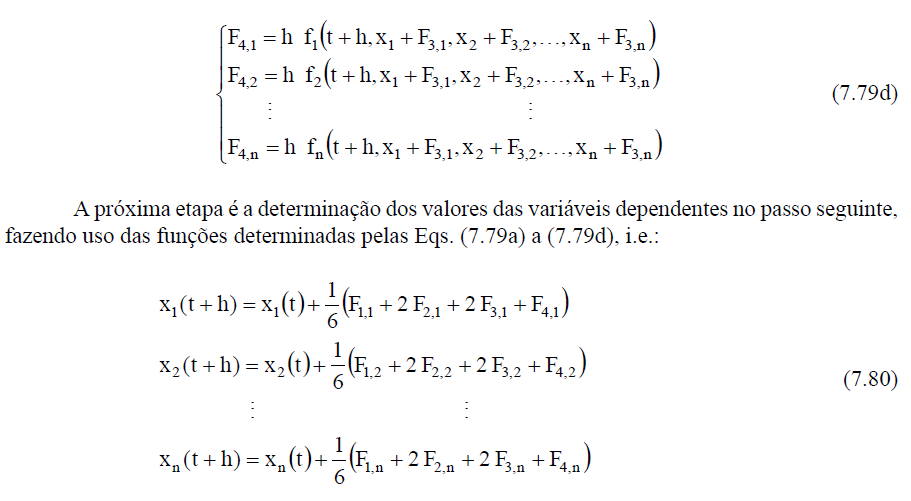 F₄,₁ = h f₁(t + h, x₁ + F₃,₁, x₂ + F₃,₂, …, xₙ + F₃,ₙ)
F₄,₂ = h f₂(t + h, x₁ + F₃,₁, x₂ + F₃,₂, …, xₙ + F₃,ₙ)
(7.79d)
⋮ ⋮
F₄,ₙ = h fₙ(t + h, x₁ + F₃,₁, x₂ + F₃,₂, …, xₙ + F₃,ₙ)
A próxima etapa é a determinação dos valores das variáveis dependentes no passo seguinte,
fazendo uso das funções determinadas pelas Eqs. (7.79a) a (7.79d), i.e.:
x₁(t + h) = x₁(t) + 1/6 (F₁,₁ + 2 F₂,₁ + 2 F₃,₁ + F₄,₁)
x₂(t + h) = x₂(t) + 1/6 (F₁,₂ + 2 F₂,₂ + 2 F₃,₂ + F₄,₂)
(7.80)
⋮ ⋮
xₙ(t + h) = xₙ(t) + 1/6 (F₁,ₙ + 2 F₂,ₙ + 2 F₃,ₙ + F₄,ₙ)